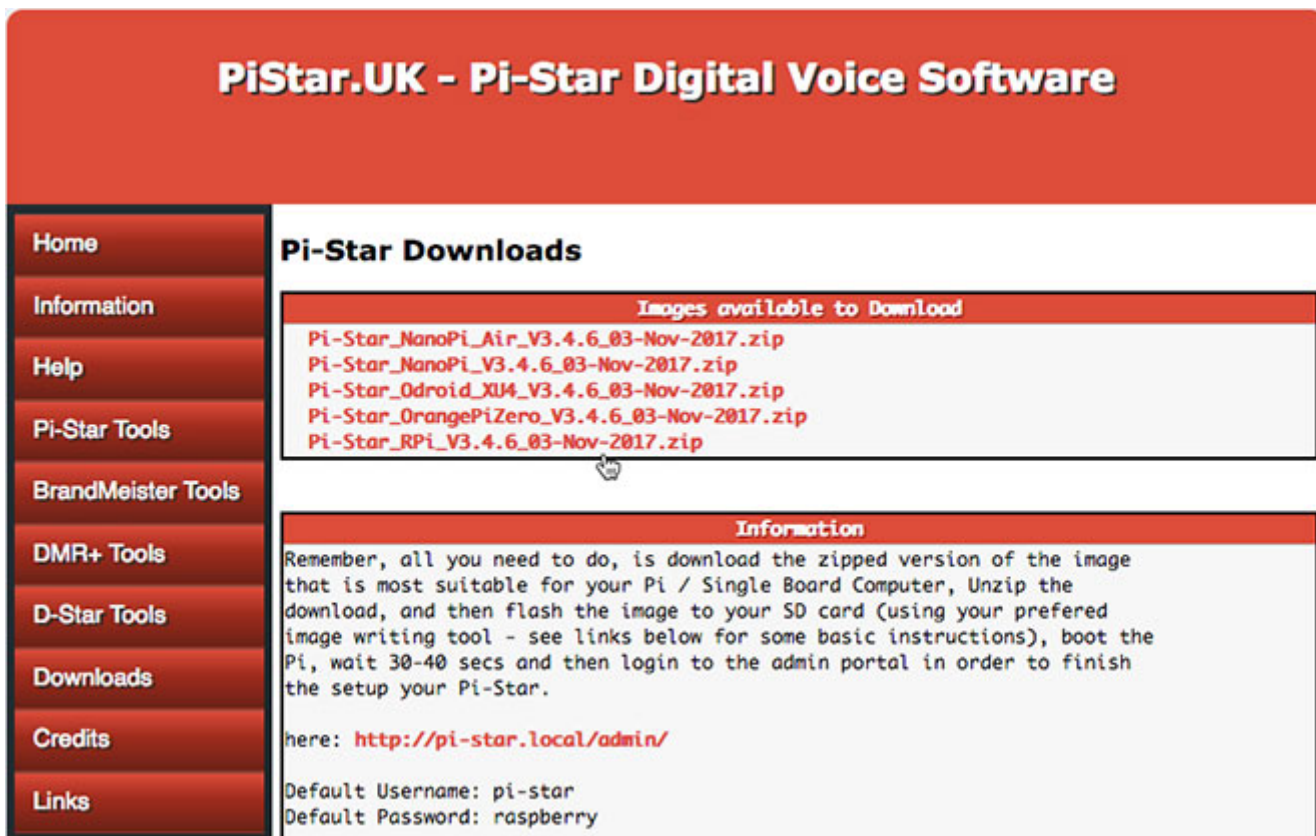 PiStar.UK - Pi-Star Digital Voice Software
Home
Information
Help
Pi-Star Tools
BrandMeister Tools
DMR+ Tools
D-Star Tools
Downloads
Credits
Links
Pi-Star Downloads
Images available to Download
Pi-Star_NanoPi_Air_V3.4.6_03-Nov-2017.zip
Pi-Star_NanoPi_V3.4.6_03-Nov-2017.zip
Pi-Star_Odroid_XU4_V3.4.6_03-Nov-2017.zip
Pi-Star_OrangePiZero_V3.4.6_03-Nov-2017.zip
Pi-Star_RPi_V3.4.6_03-Nov-2017.zip
Information
Remember, all you need to do, is download the zipped version of the image
that is most suitable for your Pi / Single Board Computer, Unzip the
download, and then flash the image to your SD card (using your prefered
image writing tool - see links below for some basic instructions), boot the
Pi, wait 30-40 secs and then login to the admin portal in order to finish
the setup your Pi-Star.
here: http://pi-star.local/admin/
Default Username: pi-star
Default Password: raspberry